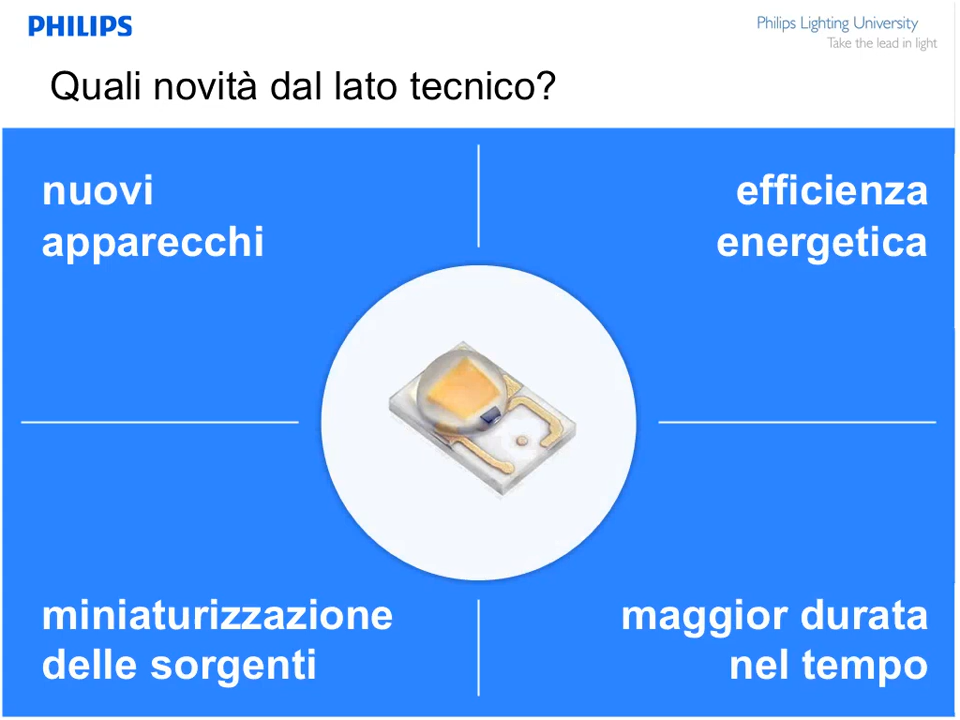 PHILIPS
Philips Lighting University
Take the lead in light
Quali novità dal lato tecnico?
nuovi
apparecchi
efficienza
energetica
miniaturizzazione
delle sorgenti
maggior durata
nel tempo